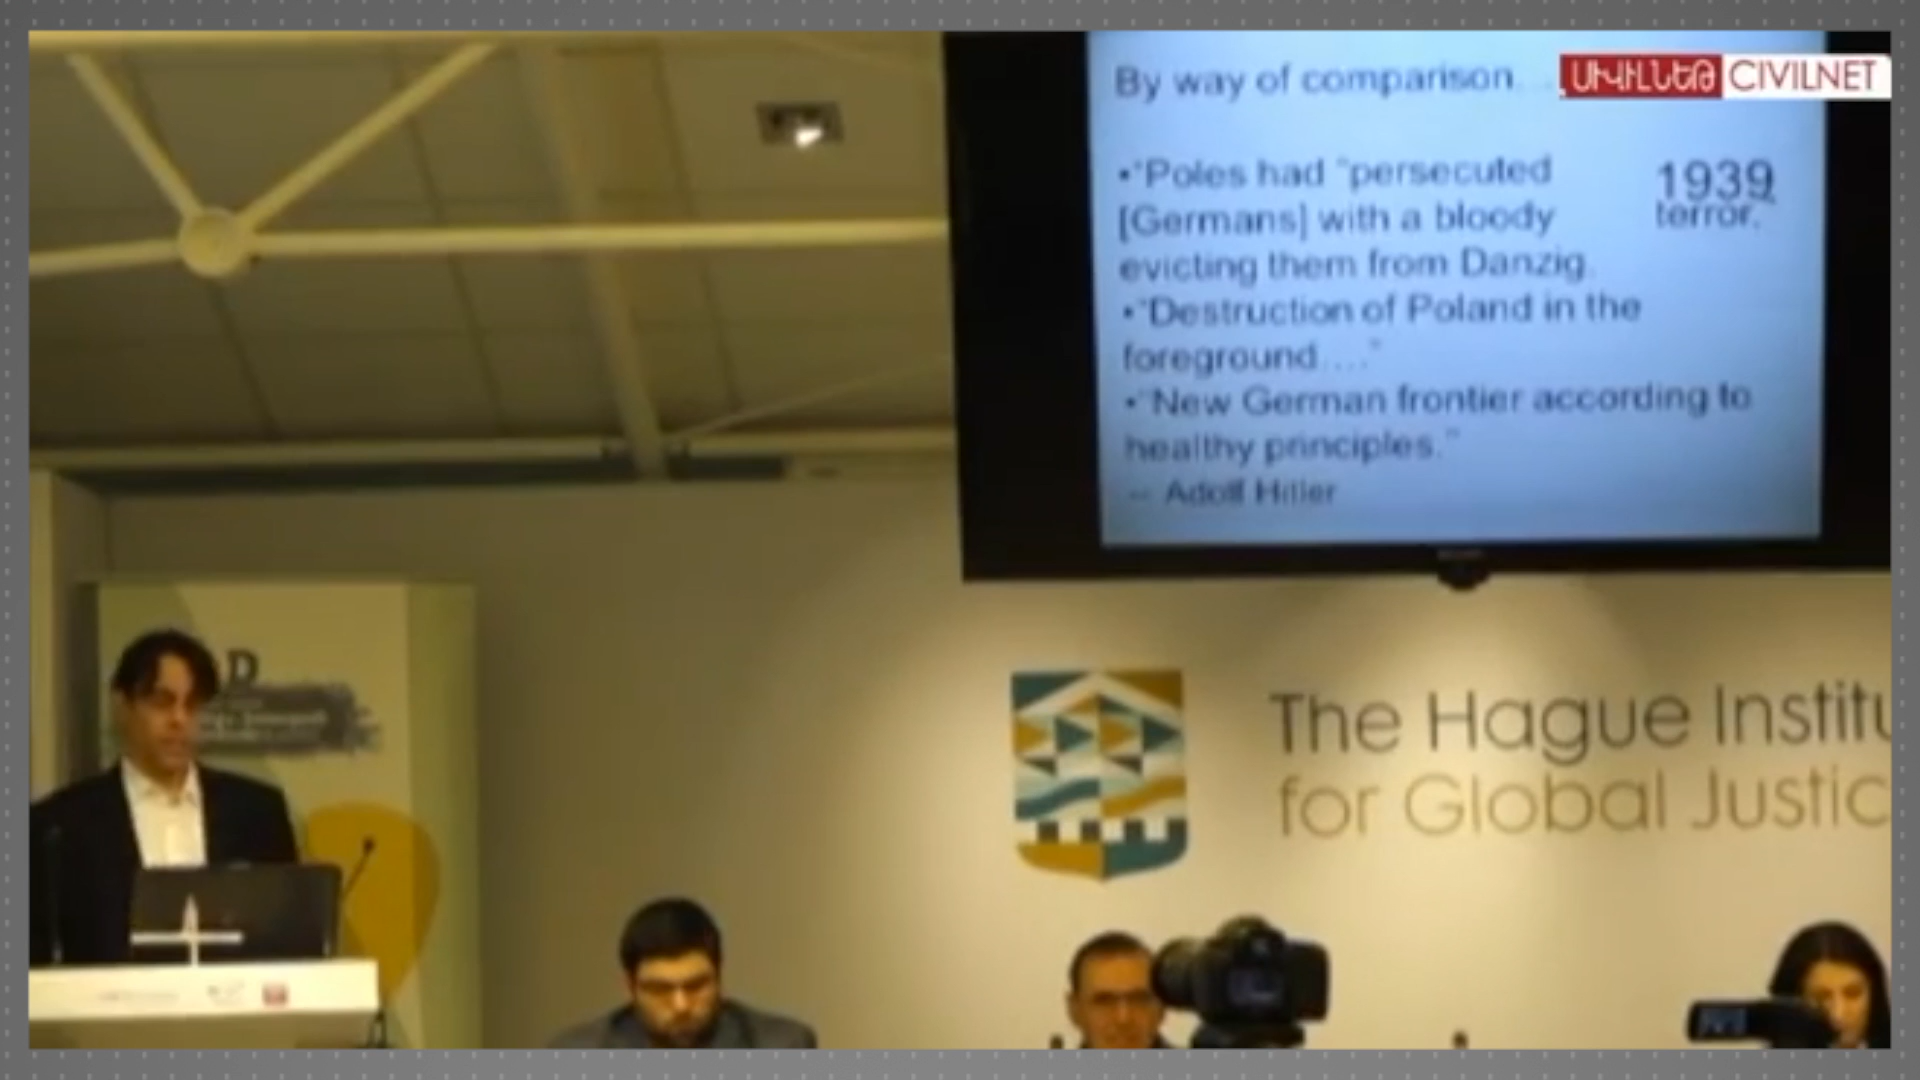 By way of comparison. .
ՍԻՎԻԼՆԵԹ CIVILNET
•"Poles had "persecuted
[Germans] with a bloody
evicting them from Danzig.
1939
terror.
•"Destruction of Poland in the
foreground...."
•"New German frontier according to
healthy principles."
-- Adolf Hitler
D
The Hague Institu
for Global Justic